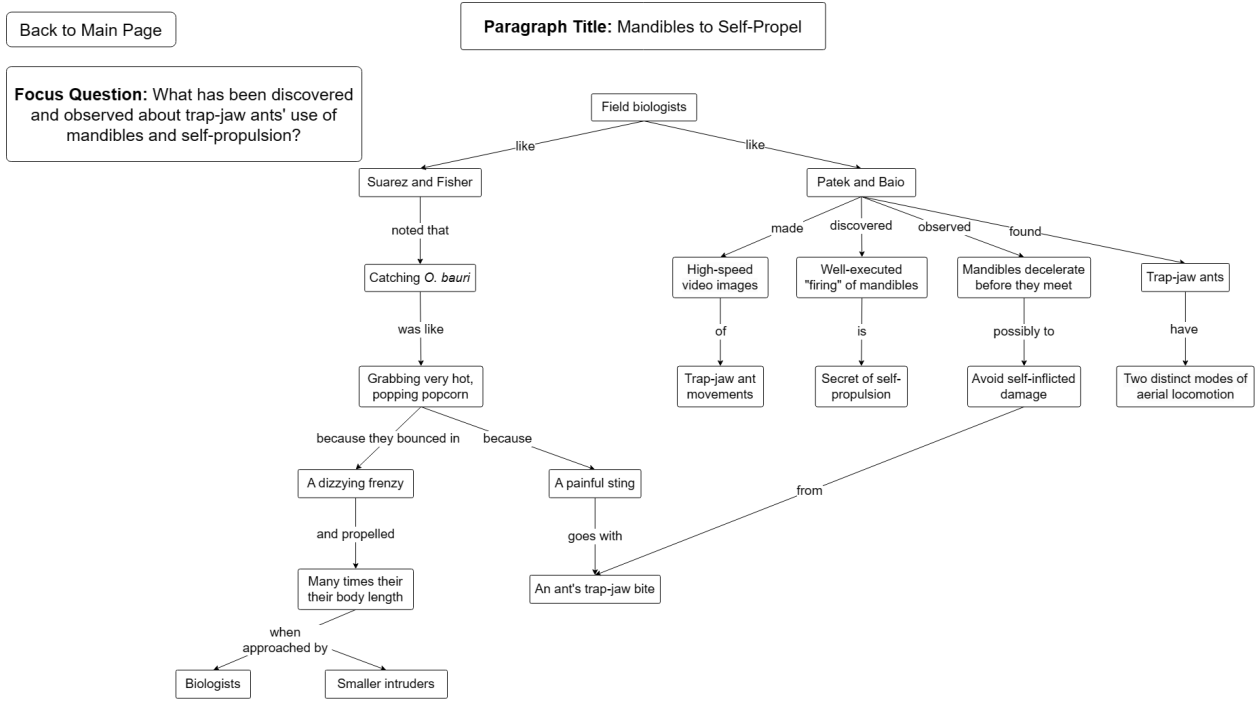 Back to Main Page
Paragraph Title: Mandibles to Self-Propel
Focus Question: What has been discovered
and observed about trap-jaw ants' use of
mandibles and self-propulsion?
Field biologists
like
like
Suarez and Fisher
Patek and Baio
noted that
made
discovered
observed
found
Catching O. bauri
High-speed
video images
Well-executed
"firing" of mandibles
Mandibles decelerate
before they meet
Trap-jaw ants
was like
of
is
possibly to
have
Grabbing very hot,
popping popcorn
Trap-jaw ant
movements
Secret of self-
propulsion
Avoid self-inflicted
damage
Two distinct modes of
aerial locomotion
because they bounced in
because
A dizzying frenzy
A painful sting
from
and propelled
goes with
Many times their
their body length
An ant's trap-jaw bite
when
approached by
Biologists
Smaller intruders